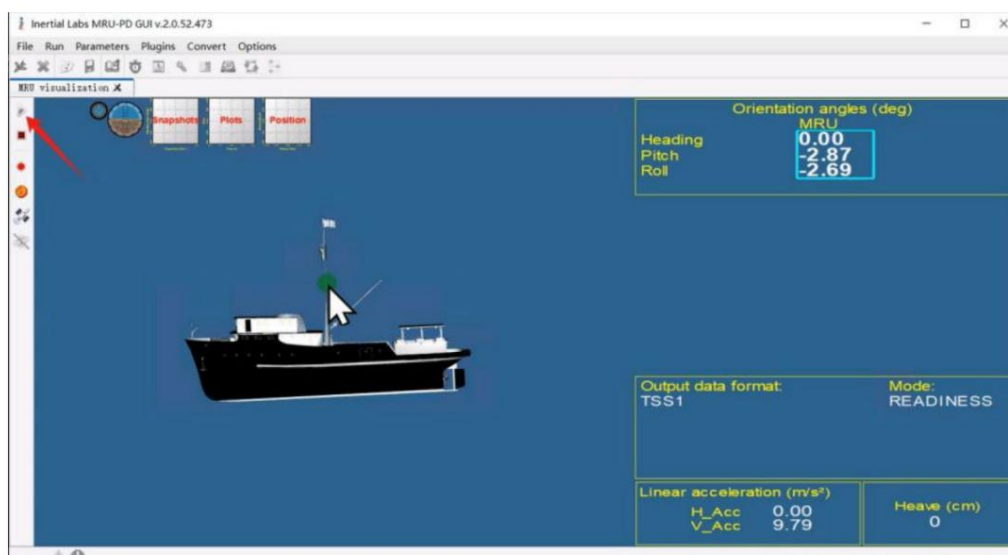 Inertial Labs MRU-PD GUI v.2.0.52.473
File Run Parameters Plugins Convert Options
MRU visualization
Snapshots Plots Position
Orientation angles (deg)
MRU
Heading 0.00
Pitch -2.87
Roll -2.69
Output data format: Mode:
TSS1 READINESS
Linear acceleration (m/s²)
H_Acc 0.00
V_Acc 9.79
Heave (cm)
0